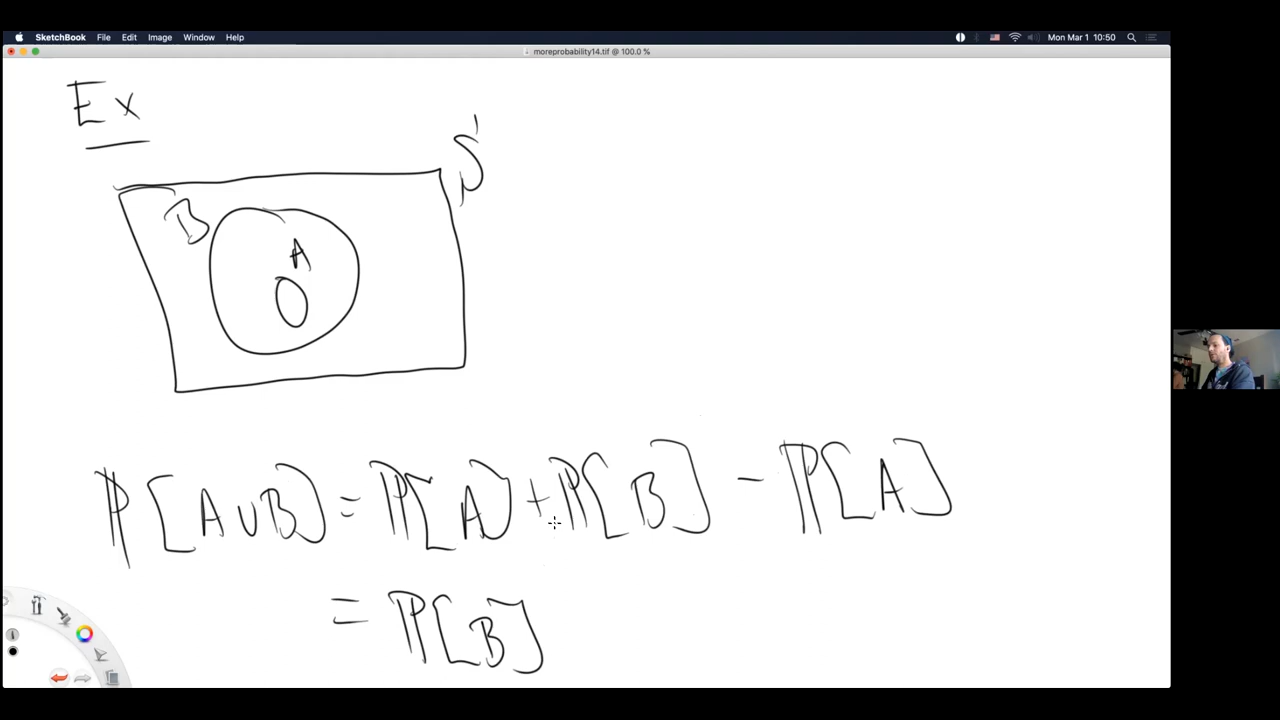 SketchBook File Edit Image Window Help Mon Mar 1 10:50
moreprobability14.tif @ 100.0 %
Ex
S
B
A
ℙ[A∪B] = ℙ[A] + ℙ[B] - ℙ[A]
= ℙ[B]